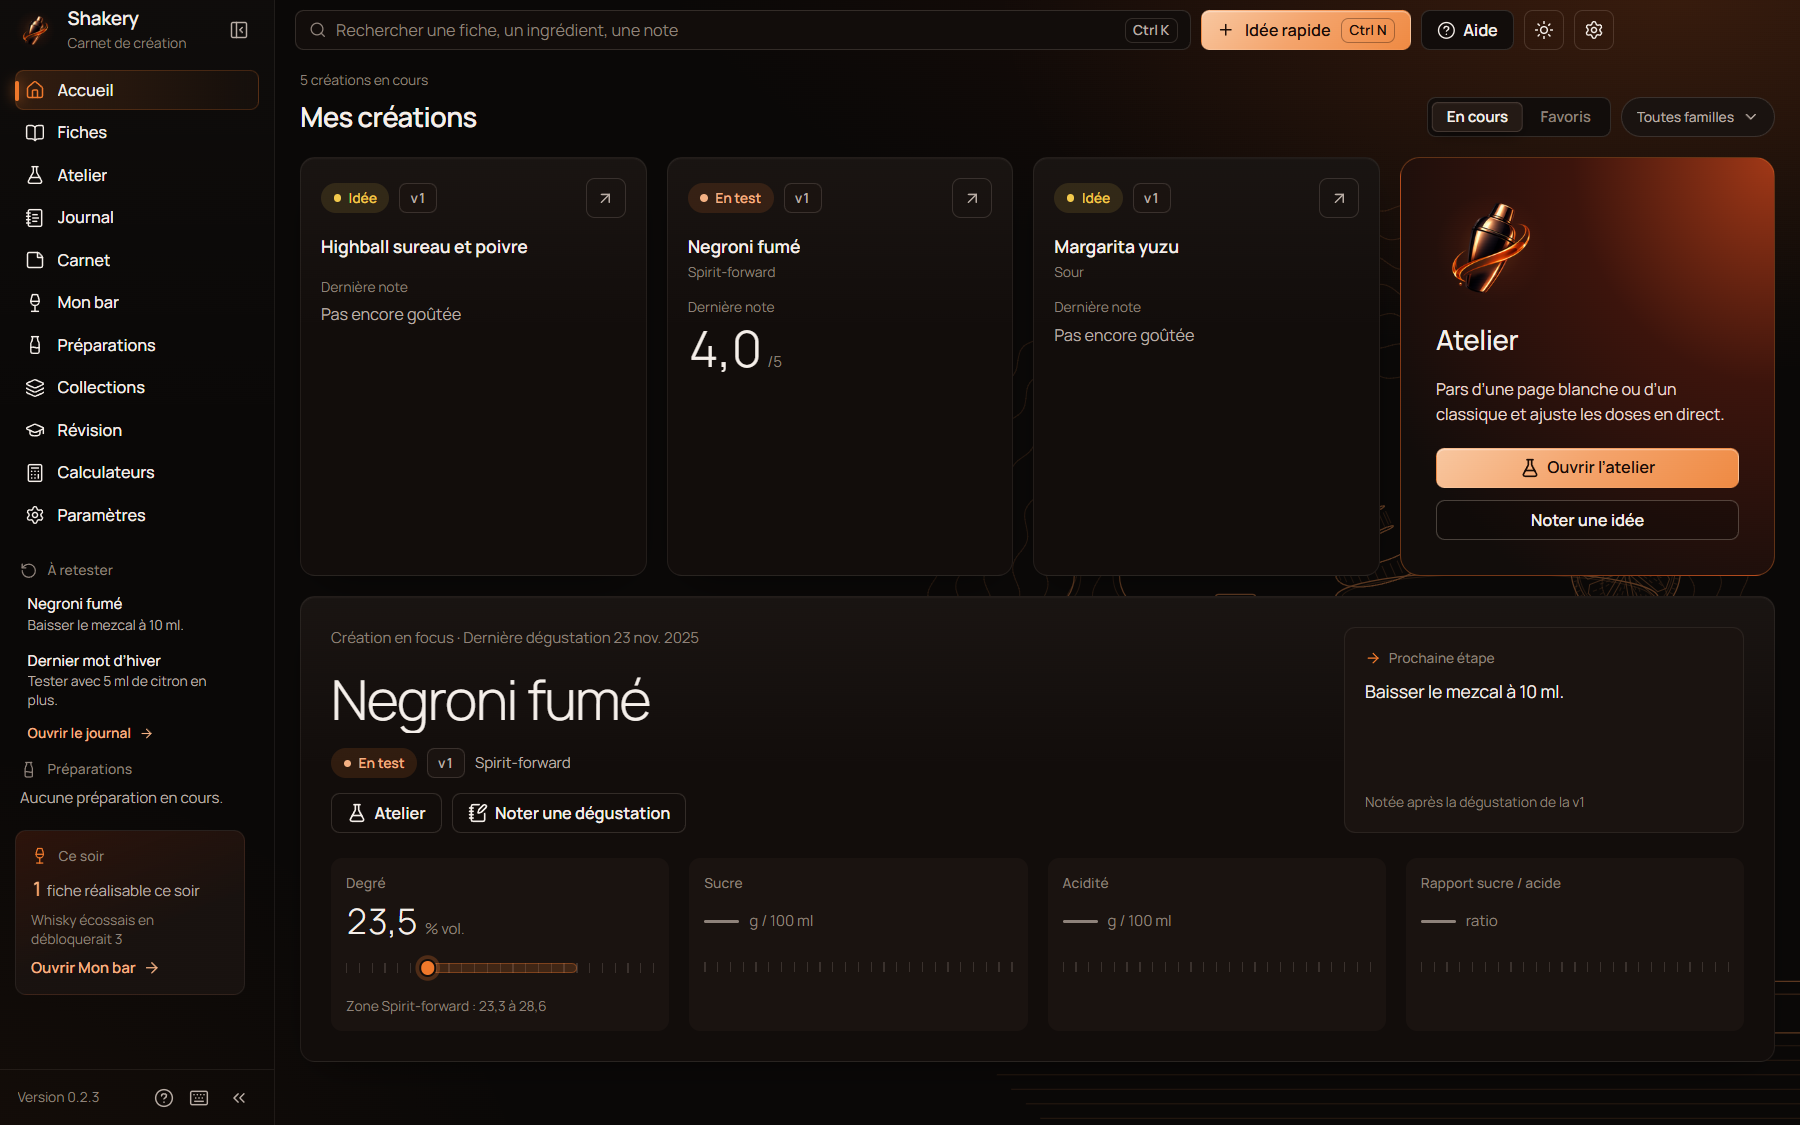 Shakery
Carnet de création
Rechercher une fiche, un ingrédient, une note
Ctrl K
Idée rapide
Ctrl N
Aide
Accueil
Fiches
Atelier
Journal
Carnet
Mon bar
Préparations
Collections
Révision
Calculateurs
Paramètres
À retester
Negroni fumé
Baisser le mezcal à 10 ml.
Dernier mot d’hiver
Tester avec 5 ml de citron en
plus.
Ouvrir le journal
Préparations
Aucune préparation en cours.
Ce soir
1 fiche réalisable ce soir
Whisky écossais en
débloquerait 3
Ouvrir Mon bar
Version 0.2.3
5 créations en cours
Mes créations
En cours
Favoris
Toutes familles
Idée
v1
Highball sureau et poivre
Dernière note
Pas encore goûtée
En test
v1
Negroni fumé
Spirit-forward
Dernière note
4,0 /5
Idée
v1
Margarita yuzu
Sour
Dernière note
Pas encore goûtée
Atelier
Pars d’une page blanche ou d’un
classique et ajuste les doses en direct.
Ouvrir l’atelier
Noter une idée
Création en focus · Dernière dégustation 23 nov. 2025
Negroni fumé
En test
v1
Spirit-forward
Atelier
Noter une dégustation
Prochaine étape
Baisser le mezcal à 10 ml.
Notée après la dégustation de la v1
Degré
23,5 % vol.
Zone Spirit-forward : 23,3 à 28,6
Sucre
— g / 100 ml
Acidité
— g / 100 ml
Rapport sucre / acide
— ratio